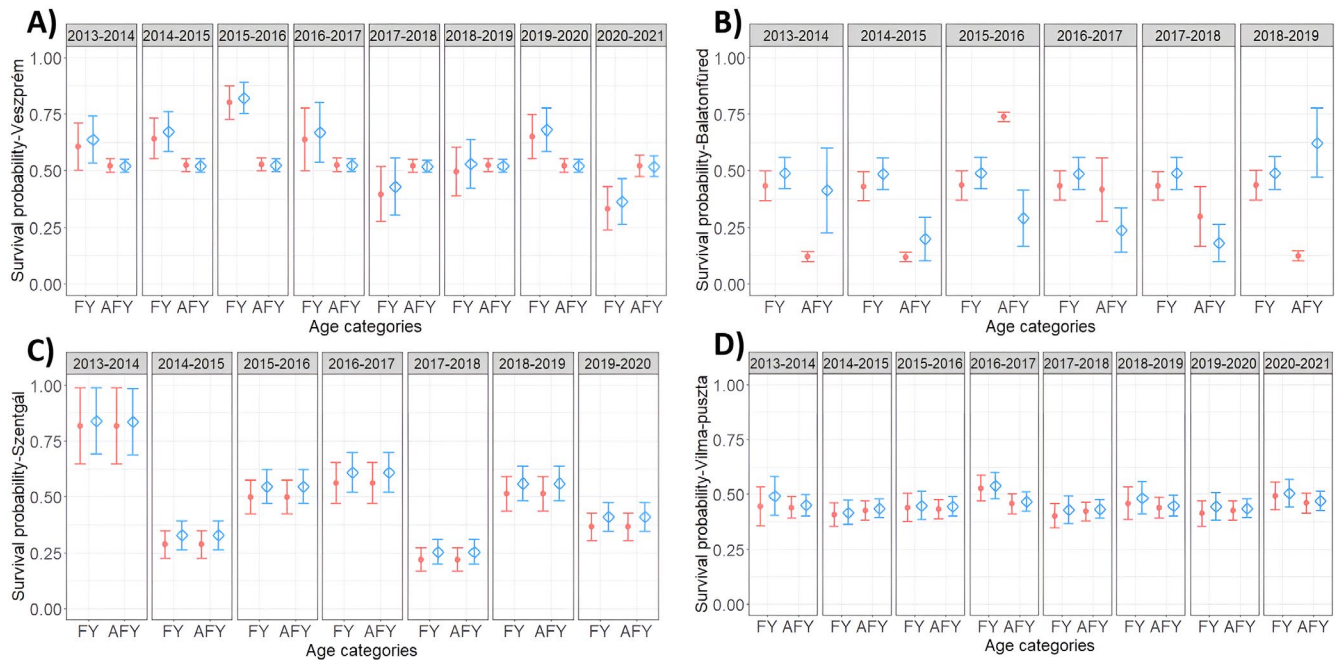 A)
2013-2014 2014-2015 2015-2016 2016-2017 2017-2018 2018-2019 2019-2020 2020-2021
Survival probability-Veszprém
1.00
0.75
0.50
0.25
0.00
FY AFY FY AFY FY AFY FY AFY FY AFY FY AFY FY AFY FY AFY
Age categories
B)
2013-2014 2014-2015 2015-2016 2016-2017 2017-2018 2018-2019
Survival probability-Balatonfüred
1.00
0.75
0.50
0.25
0.00
FY AFY FY AFY FY AFY FY AFY FY AFY FY AFY
Age categories
C)
2013-2014 2014-2015 2015-2016 2016-2017 2017-2018 2018-2019 2019-2020
Survival probability-Szentgál
1.00
0.75
0.50
0.25
0.00
FY AFY FY AFY FY AFY FY AFY FY AFY FY AFY FY AFY
Age categories
D)
2013-2014 2014-2015 2015-2016 2016-2017 2017-2018 2018-2019 2019-2020 2020-2021
Survival probability-Vilma-puszta
1.00
0.75
0.50
0.25
0.00
FY AFY FY AFY FY AFY FY AFY FY AFY FY AFY FY AFY FY AFY
Age categories